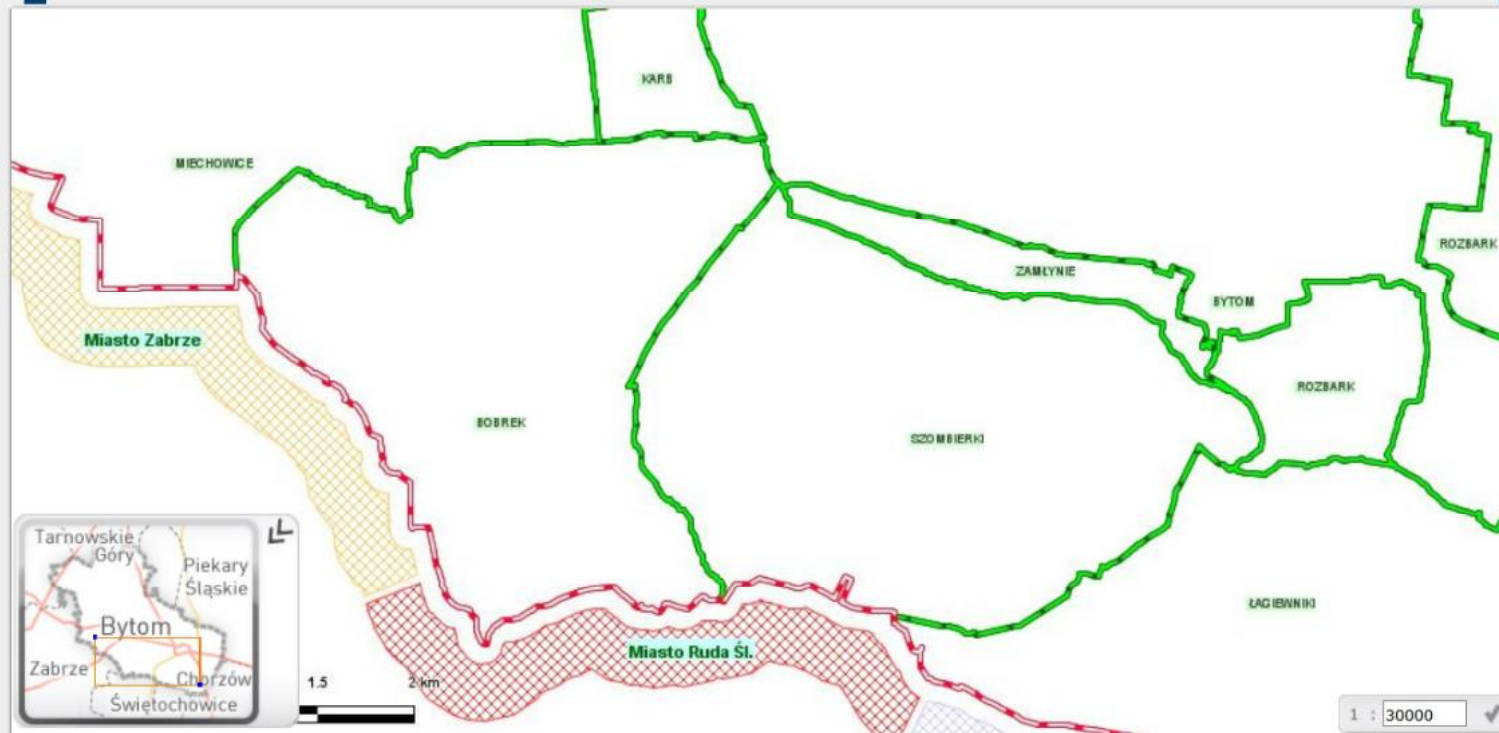 KARB
MIECHOWICE
ROZBARK
ZAMŁYNIE
BYTOM
Miasto Zabrze
ROZBARK
BOBREK
SZOMBIERKI
ŁAGIEWNIKI
Miasto Ruda Śl.
Tarnowskie
Góry
Piekary
Śląskie
Bytom
Zabrze
Chorzów
Świętochowice
1.5
2 km
1 : 30000